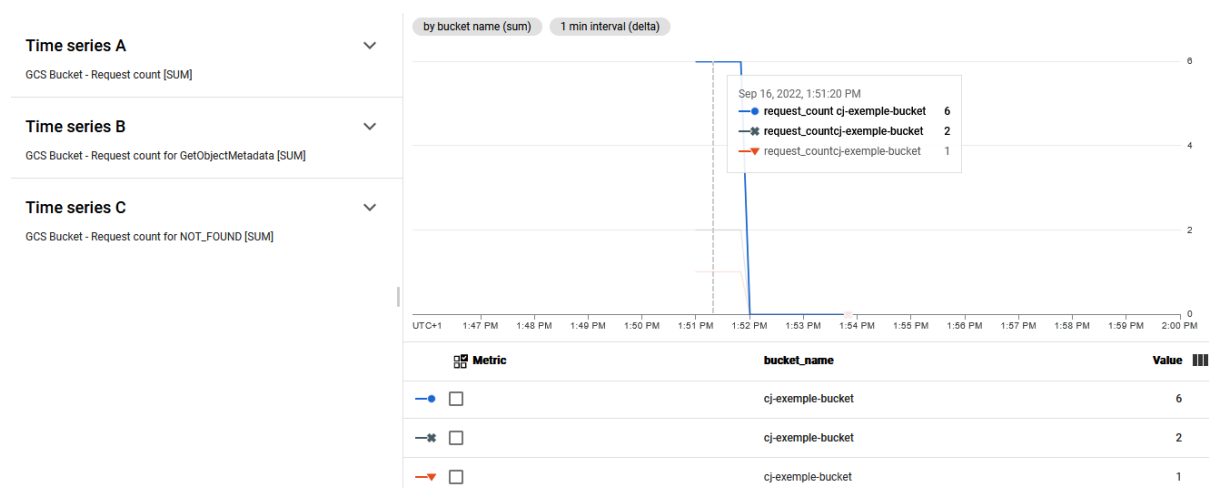 Time series A
GCS Bucket - Request count [SUM]
Time series B
GCS Bucket - Request count for GetObjectMetadata [SUM]
Time series C
GCS Bucket - Request count for NOT_FOUND [SUM]
by bucket name (sum) 1 min interval (delta)
6
4
2
0
Sep 16, 2022, 1:51:20 PM
request_count cj-exemple-bucket 6
request_countcj-exemple-bucket 2
request_countcj-exemple-bucket 1
UTC+1 1:47 PM 1:48 PM 1:49 PM 1:50 PM 1:51 PM 1:52 PM 1:53 PM 1:54 PM 1:55 PM 1:56 PM 1:57 PM 1:58 PM 1:59 PM 2:00 PM
Metric bucket_name Value
cj-exemple-bucket 6
cj-exemple-bucket 2
cj-exemple-bucket 1